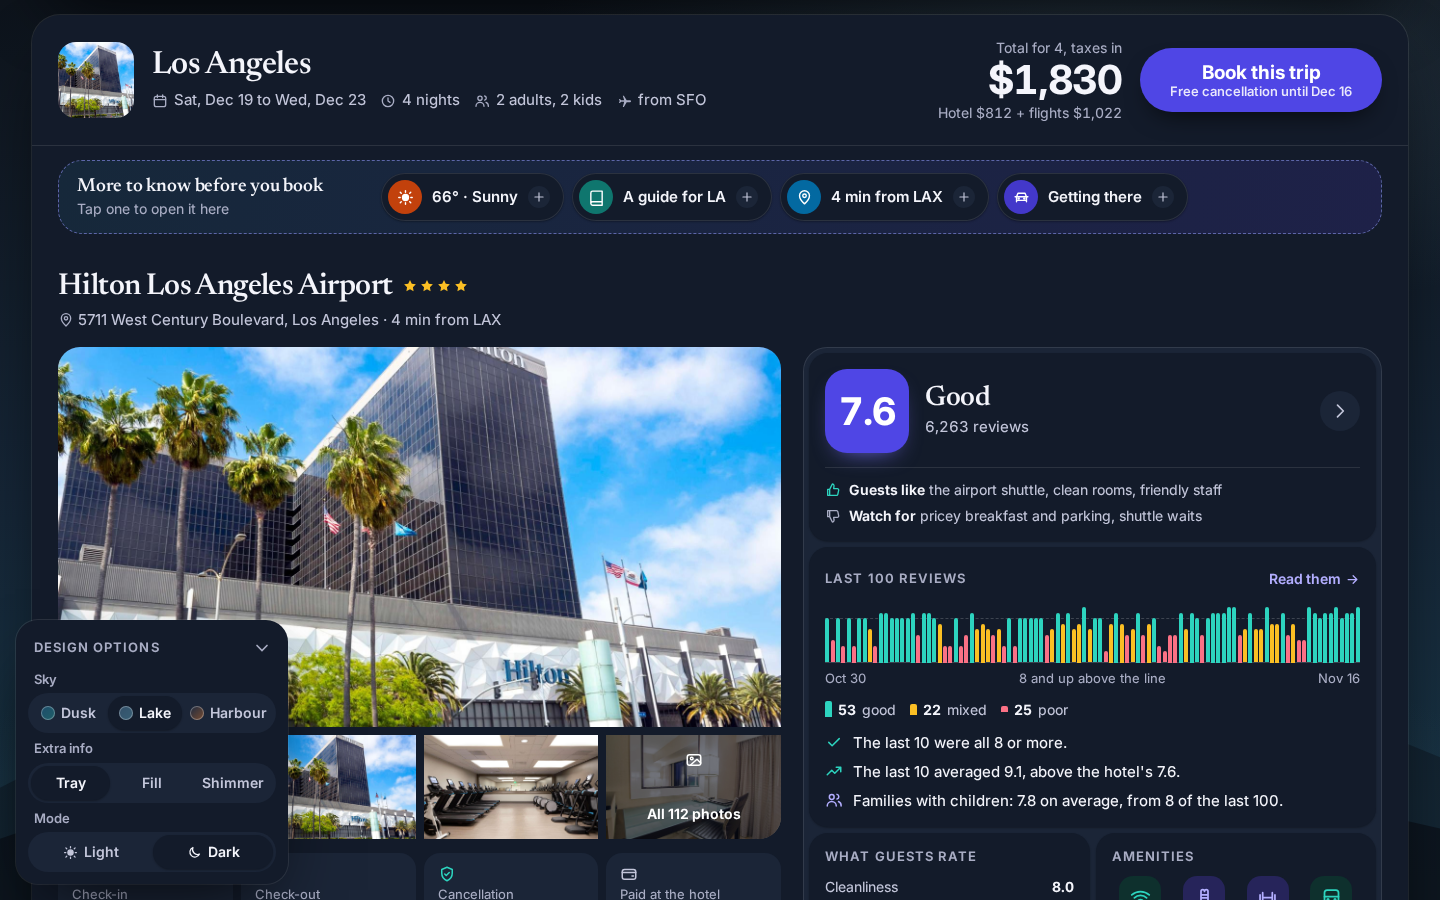 Los Angeles
Sat, Dec 19 to Wed, Dec 23
4 nights
2 adults, 2 kids
from SFO
Total for 4, taxes in
$1,830
Hotel $812 + flights $1,022
Book this trip
Free cancellation until Dec 16
More to know before you book
Tap one to open it here
66° · Sunny
A guide for LA
4 min from LAX
Getting there
Hilton Los Angeles Airport
5711 West Century Boulevard, Los Angeles · 4 min from LAX
Hilton
7.6
Good
6,263 reviews
Guests like the airport shuttle, clean rooms, friendly staff
Watch for pricey breakfast and parking, shuttle waits
LAST 100 REVIEWS
Read them →
Oct 30
8 and up above the line
Nov 16
53 good
22 mixed
25 poor
The last 10 were all 8 or more.
The last 10 averaged 9.1, above the hotel's 7.6.
Families with children: 7.8 on average, from 8 of the last 100.
DESIGN OPTIONS
Sky
Dusk
Lake
Harbour
Extra info
Tray
Fill
Shimmer
Mode
Light
Dark
All 112 photos
Check-in
Check-out
Cancellation
Paid at the hotel
WHAT GUESTS RATE
Cleanliness
8.0
AMENITIES